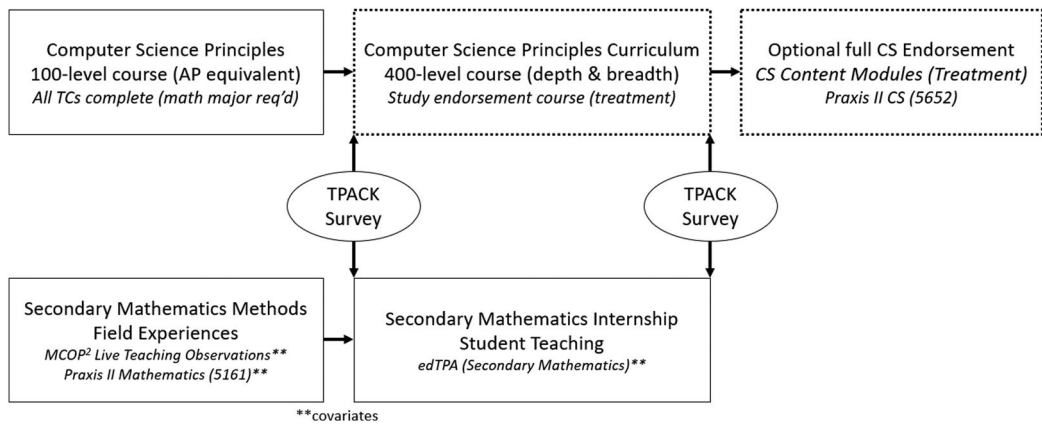 Computer Science Principles
100-level course (AP equivalent)
All TCs complete (math major req'd)
Computer Science Principles Curriculum
400-level course (depth & breadth)
Study endorsement course (treatment)
Optional full CS Endorsement
CS Content Modules (Treatment)
Praxis II CS (5652)
TPACK
Survey
TPACK
Survey
Secondary Mathematics Methods
Field Experiences
MCOP² Live Teaching Observations**
Praxis II Mathematics (5161)**
Secondary Mathematics Internship
Student Teaching
edTPA (Secondary Mathematics)**
**covariates